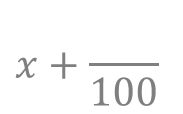 x + —
100